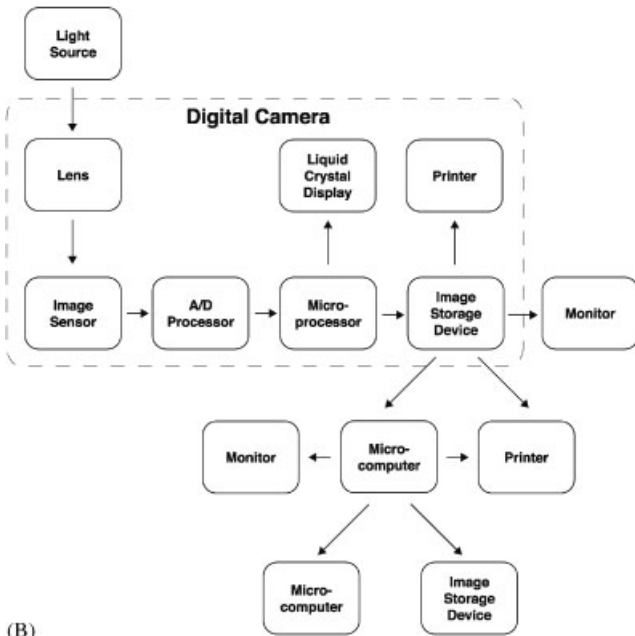 Light
Source
Digital Camera
Lens
Liquid
Crystal
Display
Printer
Image
Sensor
A/D
Processor
Micro-
processor
Image
Storage
Device
Monitor
Monitor
Micro-
computer
Printer
Micro-
computer
Image
Storage
Device
(B)